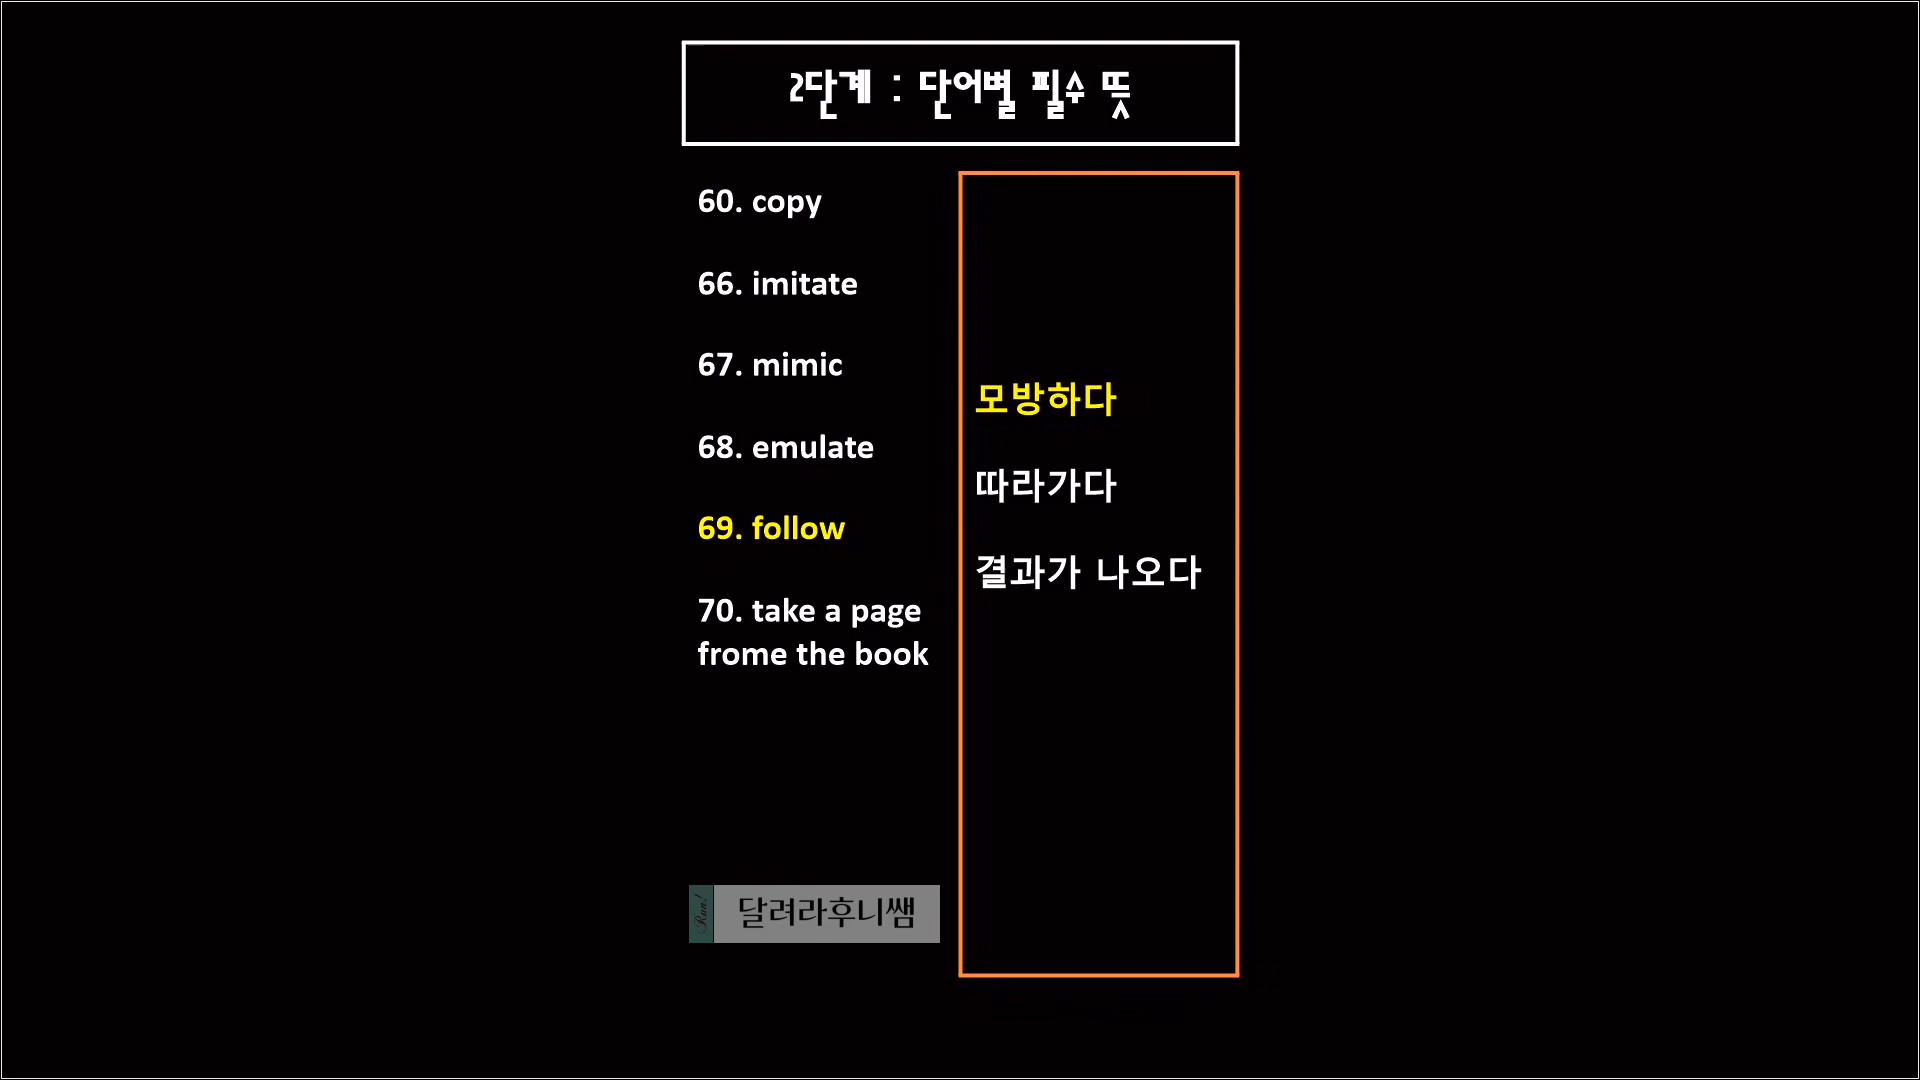 2단계 : 단어별 필수 뜻
60. copy
66. imitate
67. mimic
68. emulate
69. follow
70. take a page
frome the book
모방하다
따라가다
결과가 나오다
Run!
달려라후니쌤